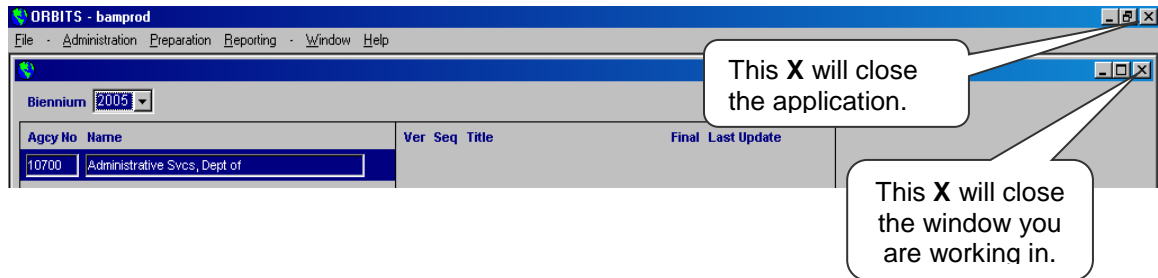 ORBITS - bamprod
File - Administration Preparation Reporting - Window Help
This X will close
the application.
Biennium 2005
Agcy No Name Ver Seq Title Final Last Update
10700 Administrative Svcs, Dept of
This X will close
the window you
are working in.